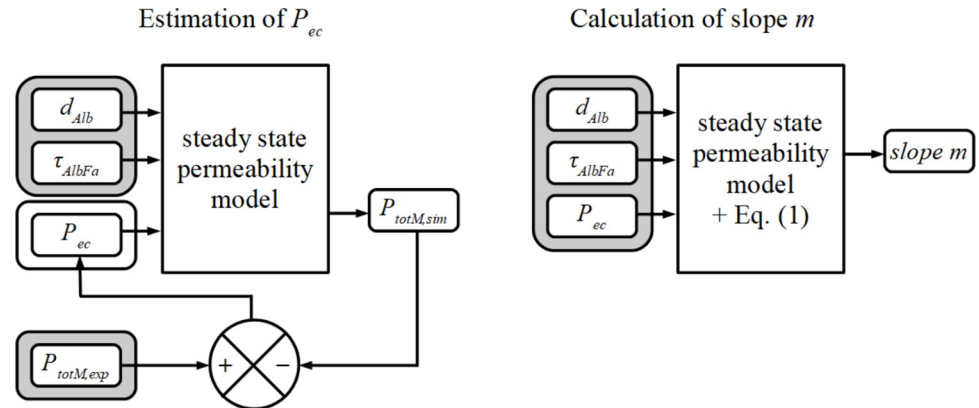 Estimation of P_ec
d_Alb
τ_AlbFa
P_ec
steady state
permeability
model
P_totM,sim
P_totM,exp
+
−
Calculation of slope m
d_Alb
τ_AlbFa
P_ec
steady state
permeability
model
+ Eq. (1)
slope m